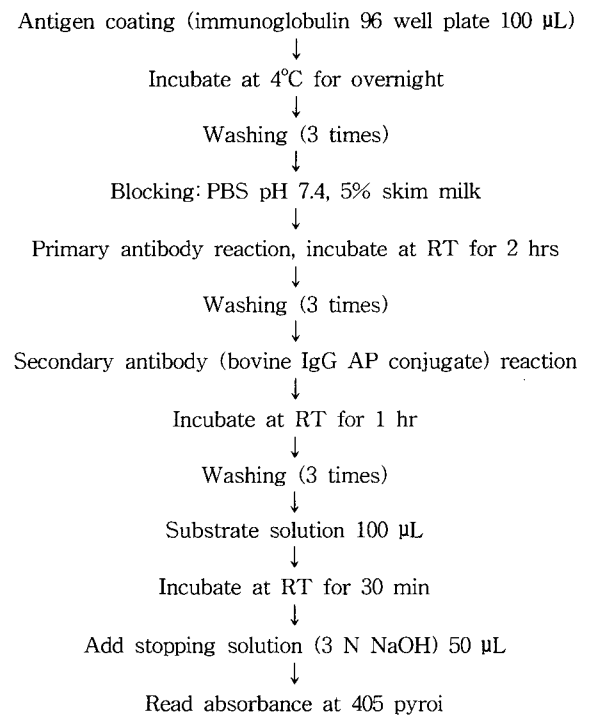 Antigen coating (immunoglobulin 96 well plate 100 μL)
↓
Incubate at 4°C for overnight
↓
Washing (3 times)
↓
Blocking: PBS pH 7.4, 5% skim milk
↓
Primary antibody reaction, incubate at RT for 2 hrs
↓
Washing (3 times)
↓
Secondary antibody (bovine IgG AP conjugate) reaction
↓
Incubate at RT for 1 hr
↓
Washing (3 times)
↓
Substrate solution 100 μL
↓
Incubate at RT for 30 min
↓
Add stopping solution (3 N NaOH) 50 μL
↓
Read absorbance at 405 pyroi